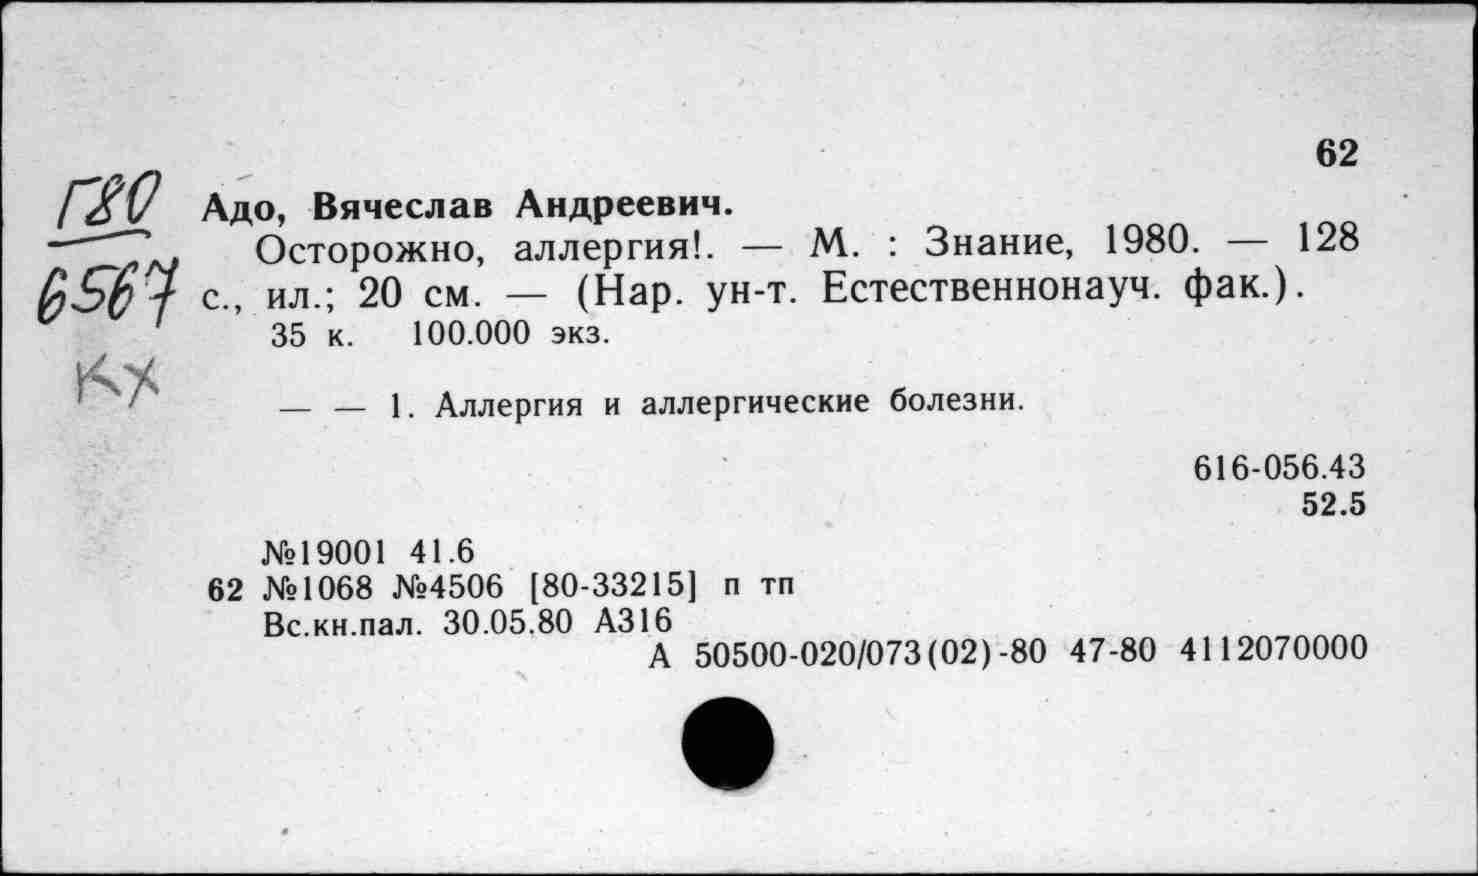 62
Г80
6567
КХ
Адо, Вячеслав Андреевич.
Осторожно, аллергия!. — М. : Знание, 1980. — 128
с., ил.; 20 см. — (Нар. ун-т. Естественнонауч. фак.).
35 к. 100.000 экз.
— — 1. Аллергия и аллергические болезни.
616-056.43
52.5
№19001 41.6
62 №1068 №4506 [80-33215] п тп
Вс.кн.пал. 30.05.80 А316
А 50500-020/073(02)-80 47-80 4112070000